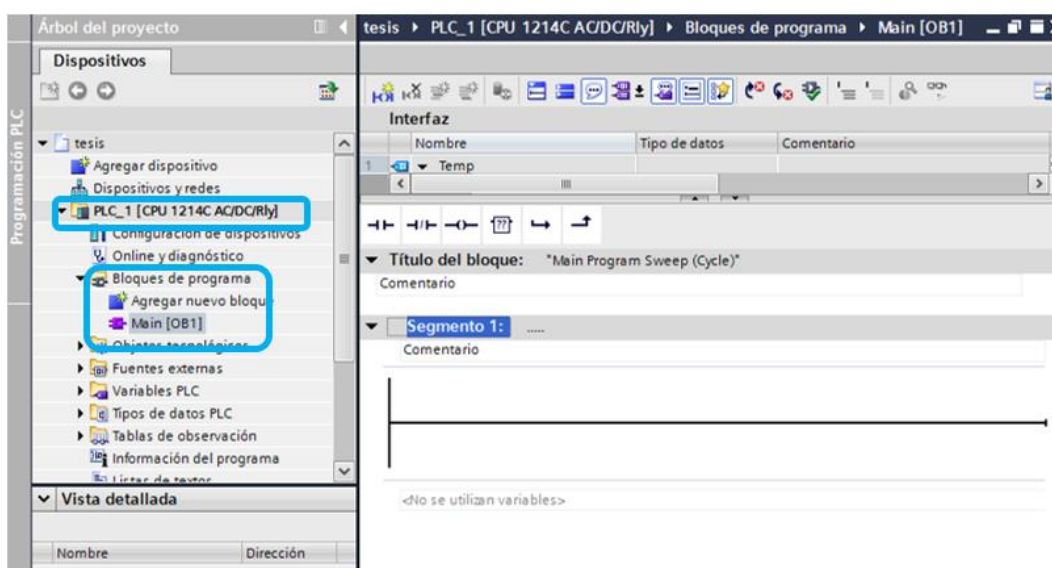 Árbol del proyecto
tesis PLC_1 [CPU 1214C AC/DC/Rly] Bloques de programa Main [OB1]
Dispositivos
Programación PLC
tesis
Agregar dispositivo
Dispositivos y redes
PLC_1 [CPU 1214C AC/DC/Rly]
Configuración de dispositivos
Online y diagnóstico
Bloques de programa
Agregar nuevo bloque
Main [OB1]
Objetos tecnológicos
Fuentes externas
Variables PLC
Tipos de datos PLC
Tablas de observación
Información del programa
Listas de textos
Vista detallada
Nombre Dirección
Interfaz
Nombre Tipo de datos Comentario
1 Temp
??
Título del bloque: "Main Program Sweep (Cycle)"
Comentario
Segmento 1: .....
Comentario
<No se utilizan variables>